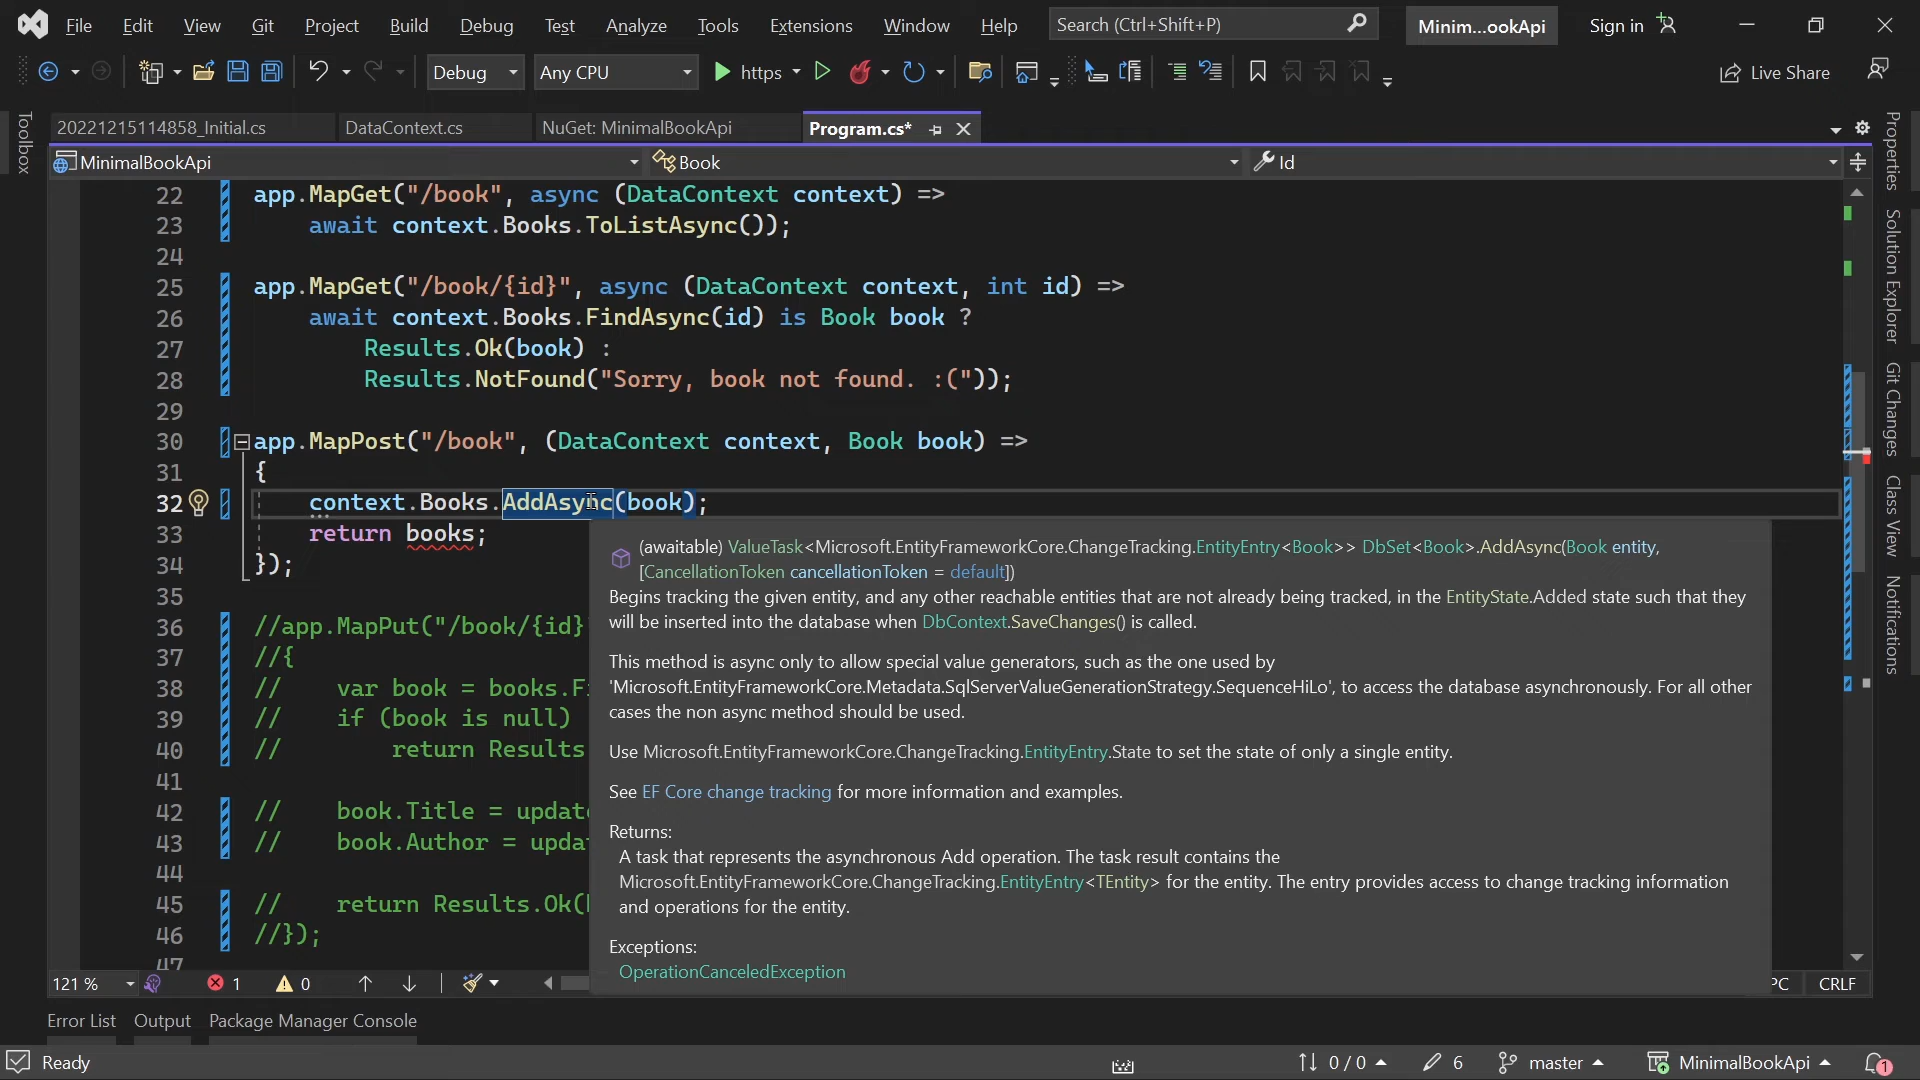 File Edit View Git Project Build Debug Test Analyze Tools Extensions Window Help Search (Ctrl+Shift+P) Minim...ookApi Sign in
Debug Any CPU https Live Share
Toolbox
20221215114858_Initial.cs DataContext.cs NuGet: MinimalBookApi Program.cs*
MinimalBookApi Book Id
22 app.MapGet("/book", async (DataContext context) =>
23 await context.Books.ToListAsync());
24
25 app.MapGet("/book/{id}", async (DataContext context, int id) =>
26 await context.Books.FindAsync(id) is Book book ?
27 Results.Ok(book) :
28 Results.NotFound("Sorry, book not found. :("));
29
30 app.MapPost("/book", (DataContext context, Book book) =>
31 {
32 context.Books.AddAsync(book);
33 return books;
34 });
35
36 //app.MapPut("/book/{id}
37 //{
38 // var book = books.Fi
39 // if (book is null)
40 // return Results
41
42 // book.Title = update
43 // book.Author = updat
44
45 // return Results.Ok(
46 //});
47
(awaitable) ValueTask<Microsoft.EntityFrameworkCore.ChangeTracking.EntityEntry<Book>> DbSet<Book>.AddAsync(Book entity,
[CancellationToken cancellationToken = default])
Begins tracking the given entity, and any other reachable entities that are not already being tracked, in the EntityState.Added state such that they
will be inserted into the database when DbContext.SaveChanges() is called.
This method is async only to allow special value generators, such as the one used by
'Microsoft.EntityFrameworkCore.Metadata.SqlServerValueGenerationStrategy.SequenceHiLo', to access the database asynchronously. For all other
cases the non async method should be used.
Use Microsoft.EntityFrameworkCore.ChangeTracking.EntityEntry.State to set the state of only a single entity.
See EF Core change tracking for more information and examples.
Returns:
A task that represents the asynchronous Add operation. The task result contains the
Microsoft.EntityFrameworkCore.ChangeTracking.EntityEntry<TEntity> for the entity. The entry provides access to change tracking information
and operations for the entity.
Exceptions:
OperationCanceledException
Properties
Solution Explorer
Git Changes
Class View
Notifications
121 % 1 0 PC CRLF
Error List Output Package Manager Console
Ready 0 / 0 6 master MinimalBookApi 1